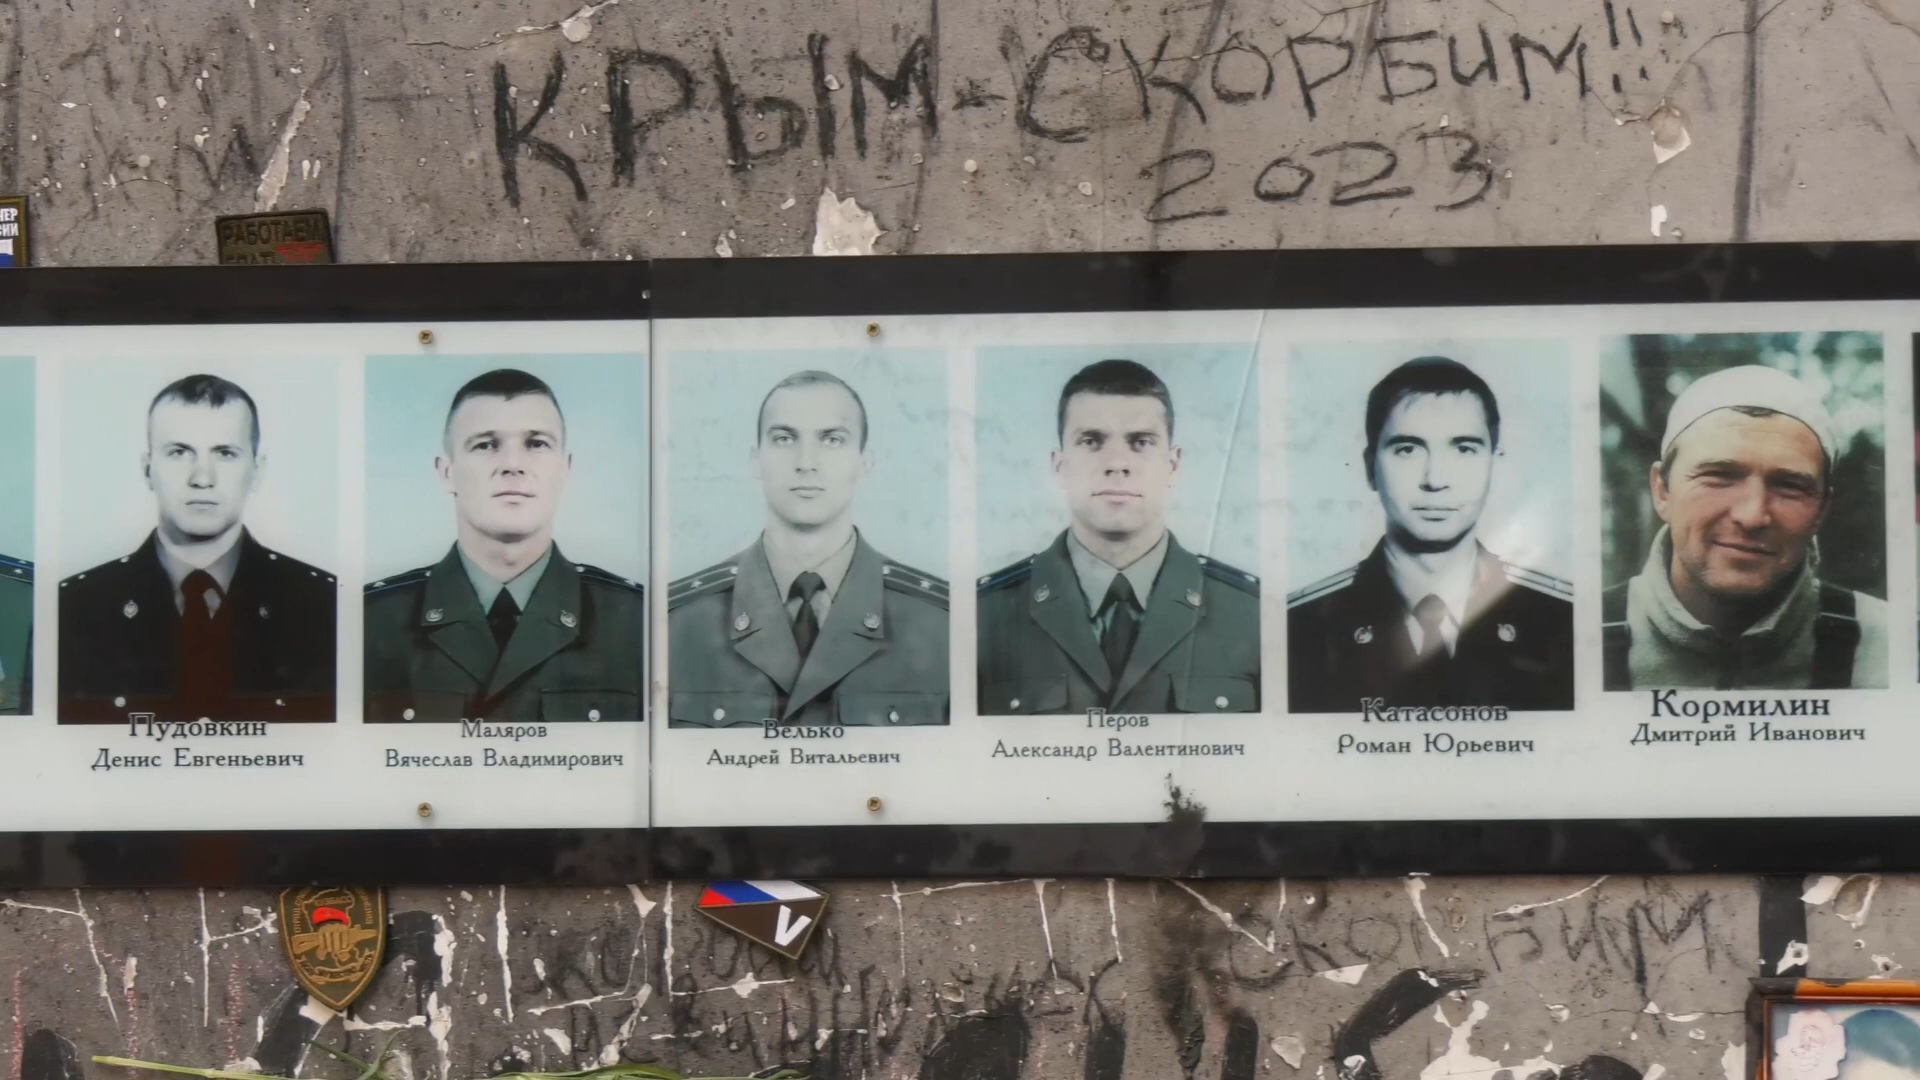 КРЫМ-СКОРБИМ!!
2023
РАБОТАЕМ
Пудовкин
Денис Евгеньевич
Маляров
Вячеслав Владимирович
Велько
Андрей Витальевич
Перов
Александр Валентинович
Катасонов
Роман Юрьевич
Кормилин
Дмитрий Иванович
V
СКОРБИМ